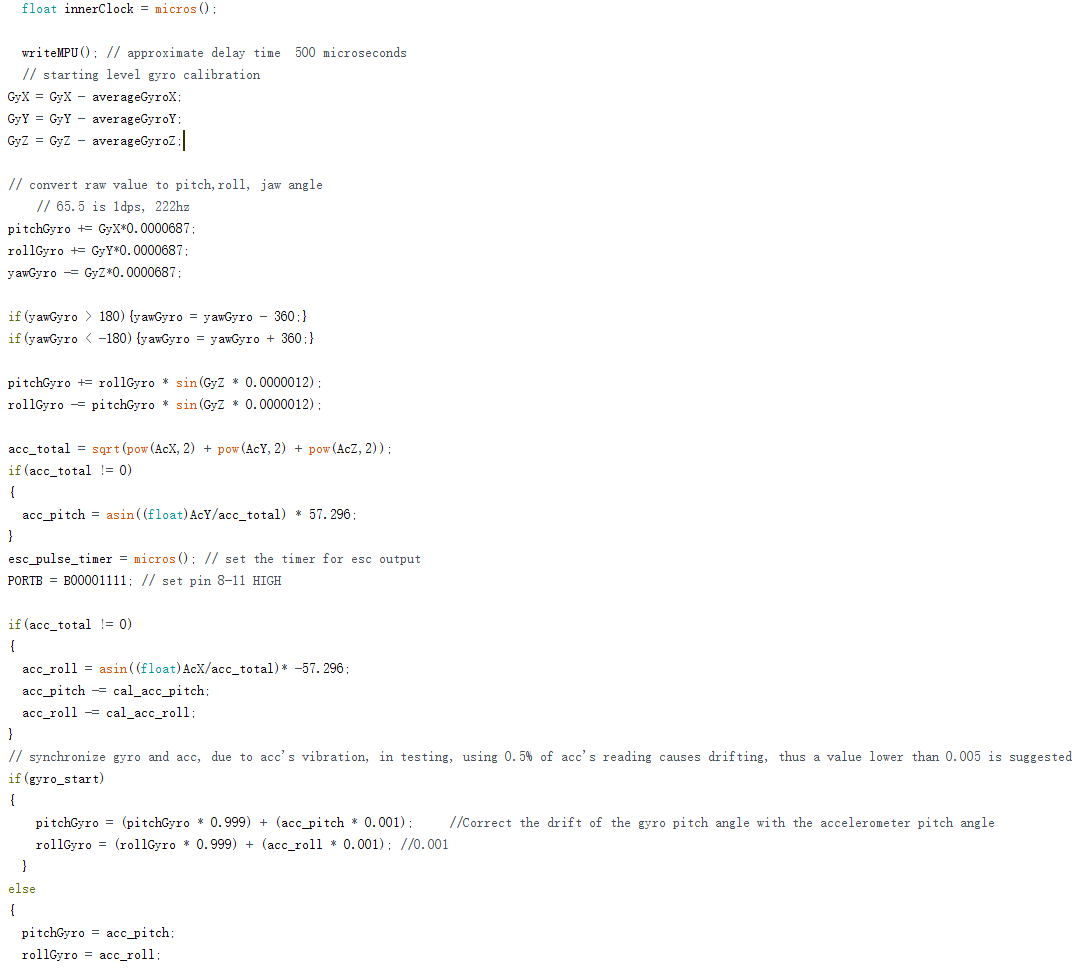 float innerClock = micros();
writeMPU(); // approximate delay time  500 microseconds
// starting level gyro calibration
GyX = GyX - averageGyroX;
GyY = GyY - averageGyroY;
GyZ = GyZ - averageGyroZ;
// convert raw value to pitch,roll, jaw angle
// 65.5 is 1dps, 222hz
pitchGyro += GyX*0.0000687;
rollGyro += GyY*0.0000687;
yawGyro -= GyZ*0.0000687;
if(yawGyro > 180){yawGyro = yawGyro - 360;}
if(yawGyro < -180){yawGyro = yawGyro + 360;}
pitchGyro += rollGyro * sin(GyZ * 0.0000012);
rollGyro -= pitchGyro * sin(GyZ * 0.0000012);
acc_total = sqrt(pow(AcX,2) + pow(AcY,2) + pow(AcZ,2));
if(acc_total != 0)
{
acc_pitch = asin((float)AcY/acc_total) * 57.296;
}
esc_pulse_timer = micros(); // set the timer for esc output
PORTB = B00001111; // set pin 8-11 HIGH
if(acc_total != 0)
{
acc_roll = asin((float)AcX/acc_total)* -57.296;
acc_pitch -= cal_acc_pitch;
acc_roll -= cal_acc_roll;
}
// synchronize gyro and acc, due to acc's vibration, in testing, using 0.5% of acc's reading causes drifting, thus a value lower than 0.005 is suggested
if(gyro_start)
{
pitchGyro = (pitchGyro * 0.999) + (acc_pitch * 0.001);     //Correct the drift of the gyro pitch angle with the accelerometer pitch angle
rollGyro = (rollGyro * 0.999) + (acc_roll * 0.001); //0.001
}
else
{
pitchGyro = acc_pitch;
rollGyro = acc_roll;